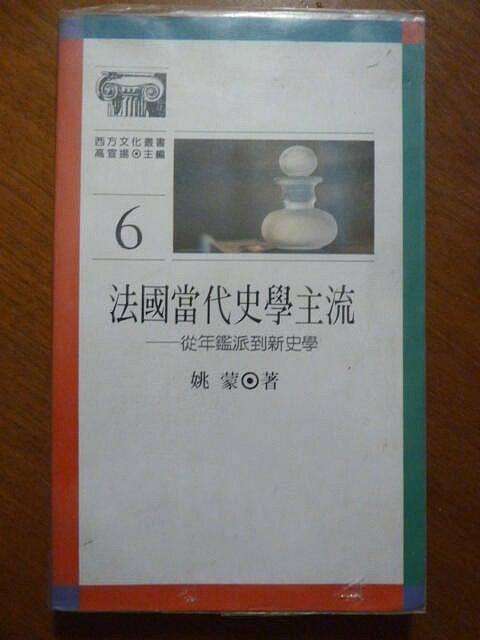 西方文化叢書
高宣揚⊙主編
6
法國當代史學主流
——從年鑑派到新史學
姚蒙⊙著